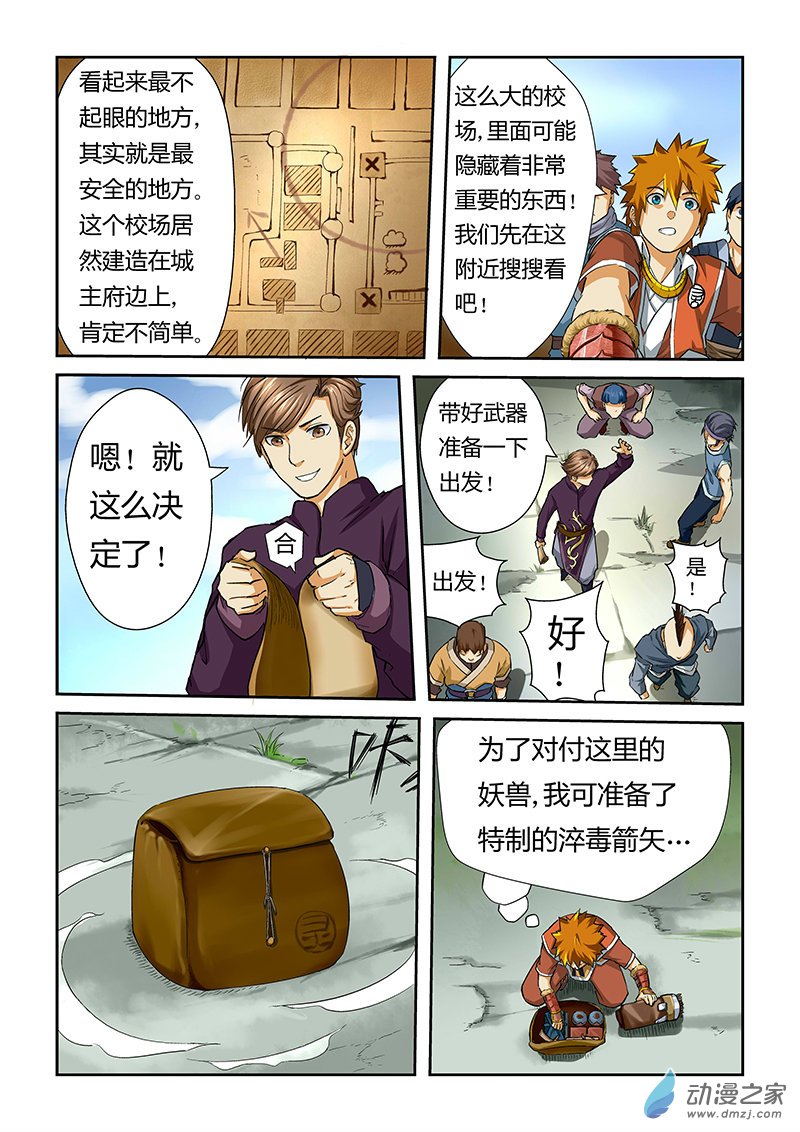 看起来最不
起眼的地方，
其实就是最
安全的地方。
这个校场居
然建造在城
主府边上，
肯定不简单。
这么大的校
场，里面可能
隐藏着非常
重要的东西！
我们先在这
附近搜搜看
吧！
灵
嗯！就
这么决
定了！
合
带好武器
准备一下
出发！
出发！
好！
是！
咔
灵
为了对付这里的
妖兽，我可准备了
特制的淬毒箭矢…
动漫之家
www.dmzj.com